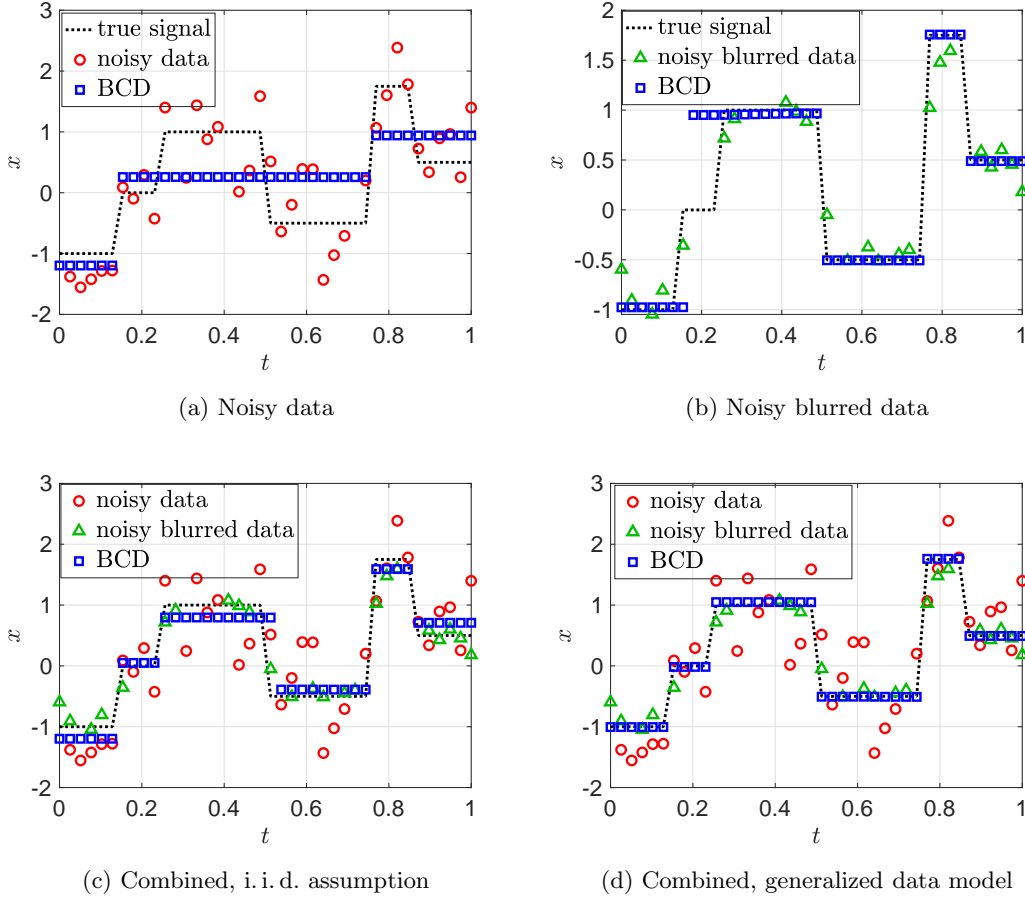 3
2
1
0
-1
-2
0
0.2
0.4
0.6
0.8
1
x
t
true signal
noisy data
BCD
(a) Noisy data
2
1.5
1
0.5
0
-0.5
-1
0
0.2
0.4
0.6
0.8
1
x
t
true signal
noisy blurred data
BCD
(b) Noisy blurred data
3
2
1
0
-1
-2
0
0.2
0.4
0.6
0.8
1
x
t
noisy data
noisy blurred data
BCD
(c) Combined, i. i. d. assumption
3
2
1
0
-1
-2
0
0.2
0.4
0.6
0.8
1
x
t
noisy data
noisy blurred data
BCD
(d) Combined, generalized data model